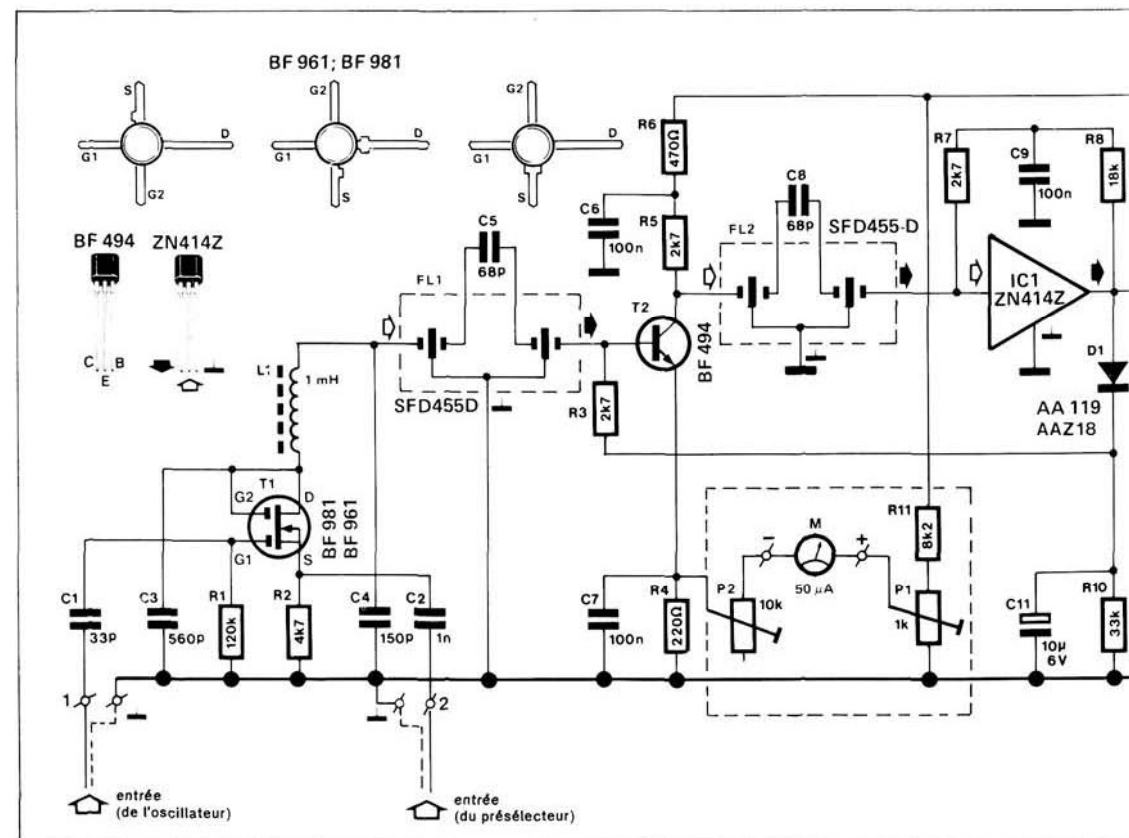 BF 961; BF 981
S
G1
D
G2
G2
G1
D
S
G2
G1
D
S
BF 494
ZN414Z
C
E
B
R6
470Ω
C6
100n
R5
2k7
C5
68p
FL1
SFD455D
L1
1 mH
T2
BF 494
R3
2k7
C8
68p
FL2
SFD455-D
R7
2k7
C9
100n
R8
18k
IC1
ZN414Z
D1
AA 119
AAZ18
T1
G2
D
G1
S
BF 981
BF 961
C1
33p
C3
560p
R1
120k
R2
4k7
C4
150p
C2
1n
C7
100n
R4
220Ω
P2
10k
–
M
+
50 µA
R11
8k2
P1
1k
C11
10µ
6V
R10
33k
1
2
entrée
(de l'oscillateur)
entrée
(du présélecteur)